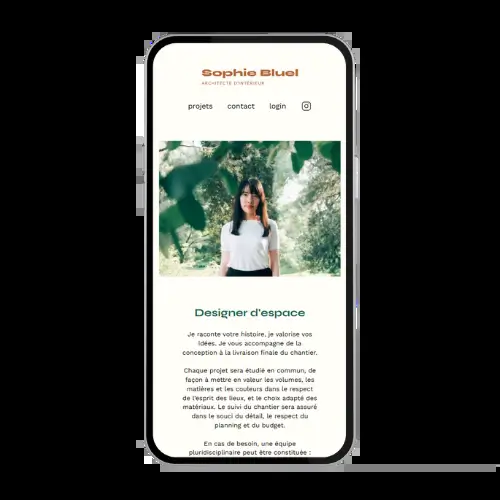 Sophie Bluel
ARCHITECTE D'INTÉRIEUR
projets contact login
Designer d'espace
Je raconte votre histoire, je valorise vos
idées. Je vous accompagne de la
conception à la livraison finale du chantier.
Chaque projet sera étudié en commun, de
façon à mettre en valeur les volumes, les
matières et les couleurs dans le respect
de l'esprit des lieux, et le choix adapté des
matériaux. Le suivi du chantier sera assuré
dans le souci du détail, le respect du
planning et du budget.
En cas de besoin, une équipe
pluridisciplinaire peut être constituée :